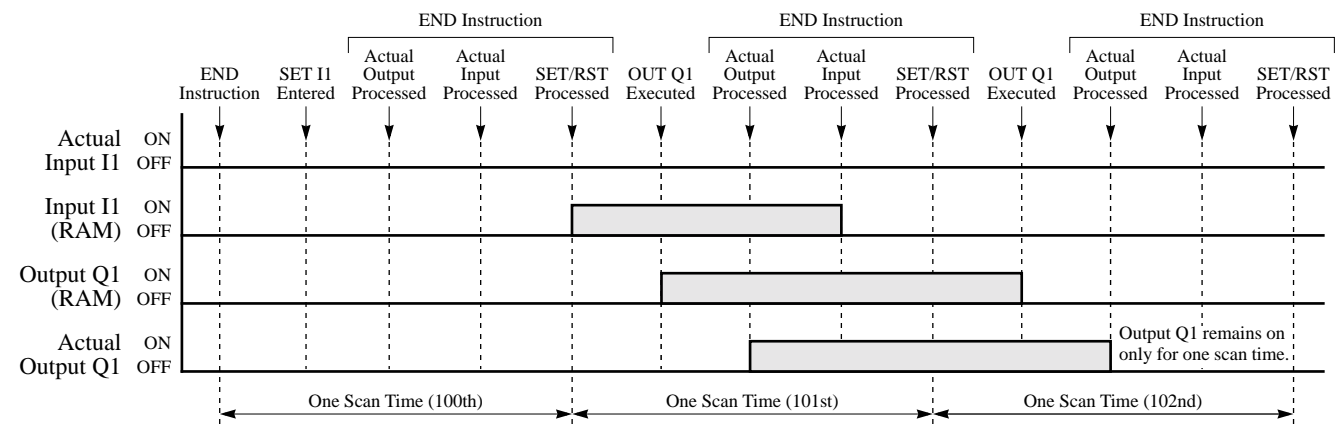 END Instruction
END Instruction
END Instruction
END
Instruction
SET I1
Entered
Actual
Output
Processed
Actual
Input
Processed
SET/RST
Processed
OUT Q1
Executed
Actual
Output
Processed
Actual
Input
Processed
SET/RST
Processed
OUT Q1
Executed
Actual
Output
Processed
Actual
Input
Processed
SET/RST
Processed
Actual ON
Input I1 OFF
Input I1 ON
(RAM) OFF
Output Q1 ON
(RAM) OFF
Actual ON
Output Q1 OFF
Output Q1 remains on
only for one scan time.
One Scan Time (100th)
One Scan Time (101st)
One Scan Time (102nd)